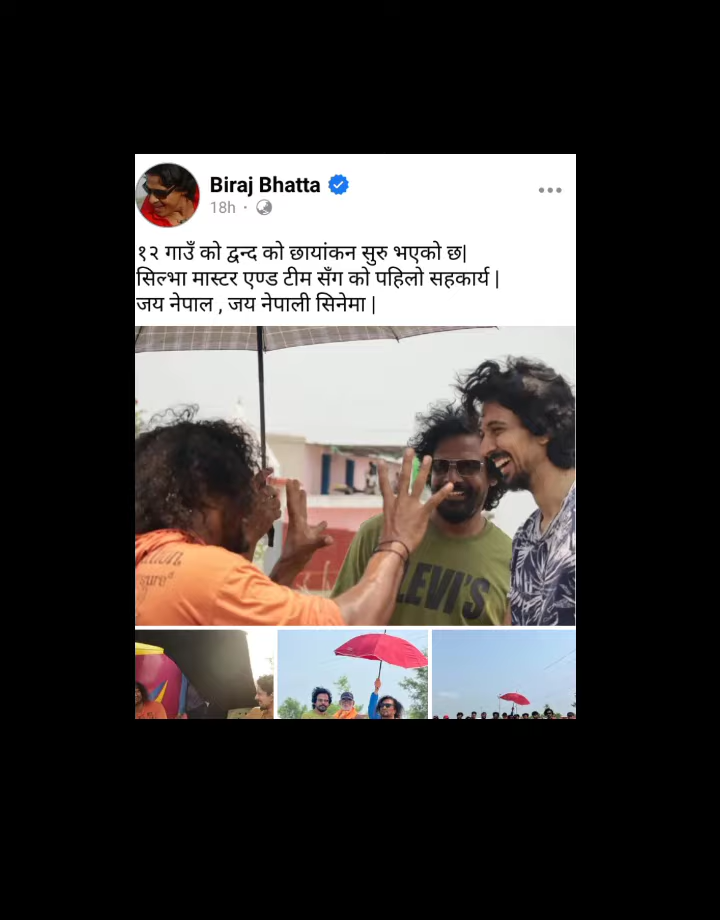 Biraj Bhatta
18h ·
१२ गाउँ को द्वन्द को छायांकन सुरु भएको छ|
सिल्भा मास्टर एण्ड टीम सँग को पहिलो सहकार्य |
जय नेपाल , जय नेपाली सिनेमा |
LEVI'S